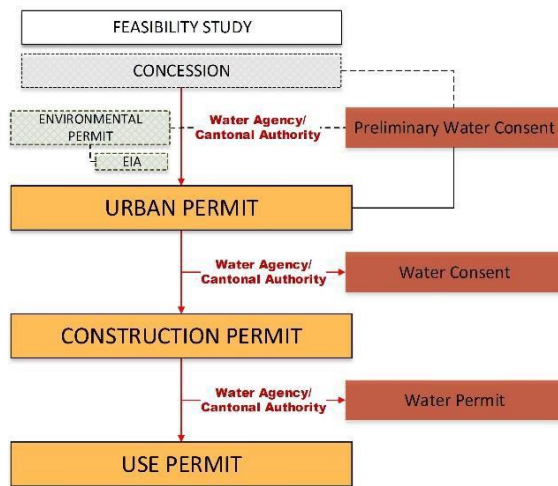 FEASIBILITY STUDY
CONCESSION
ENVIRONMENTAL
PERMIT
Water Agency/
Cantonal Authority
Preliminary Water Consent
EIA
URBAN PERMIT
Water Agency/
Cantonal Authority
Water Consent
CONSTRUCTION PERMIT
Water Agency/
Cantonal Authority
Water Permit
USE PERMIT